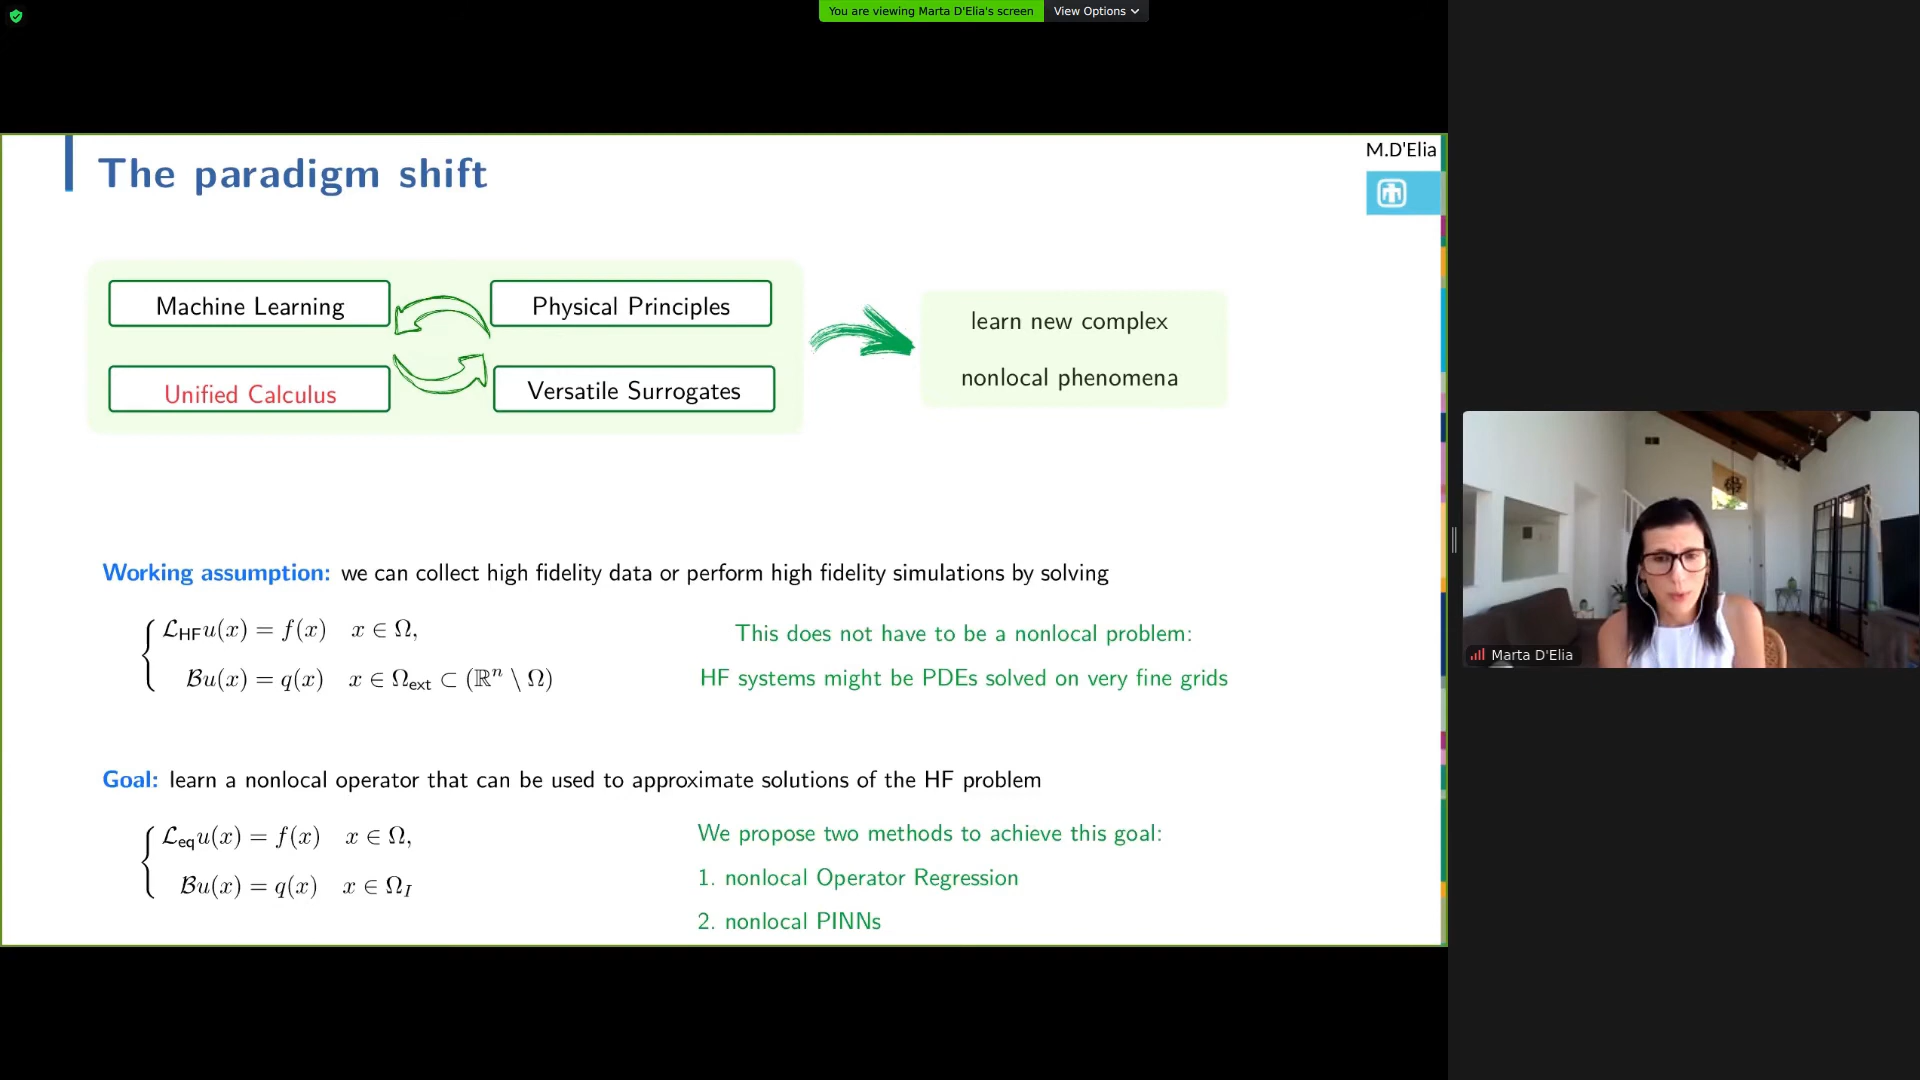 You are viewing Marta D'Elia's screen View Options
The paradigm shift
M.D'Elia
Machine Learning
Physical Principles
Unified Calculus
Versatile Surrogates
learn new complex
nonlocal phenomena
Working assumption: we can collect high fidelity data or perform high fidelity simulations by solving
ℒ_HF u(x) = f(x) x ∈ Ω,
ℬu(x) = q(x) x ∈ Ω_ext ⊂ (ℝⁿ \ Ω)
This does not have to be a nonlocal problem:
HF systems might be PDEs solved on very fine grids
Goal: learn a nonlocal operator that can be used to approximate solutions of the HF problem
ℒ_eq u(x) = f(x) x ∈ Ω,
ℬu(x) = q(x) x ∈ Ω_I
We propose two methods to achieve this goal:
1. nonlocal Operator Regression
2. nonlocal PINNs
Marta D'Elia